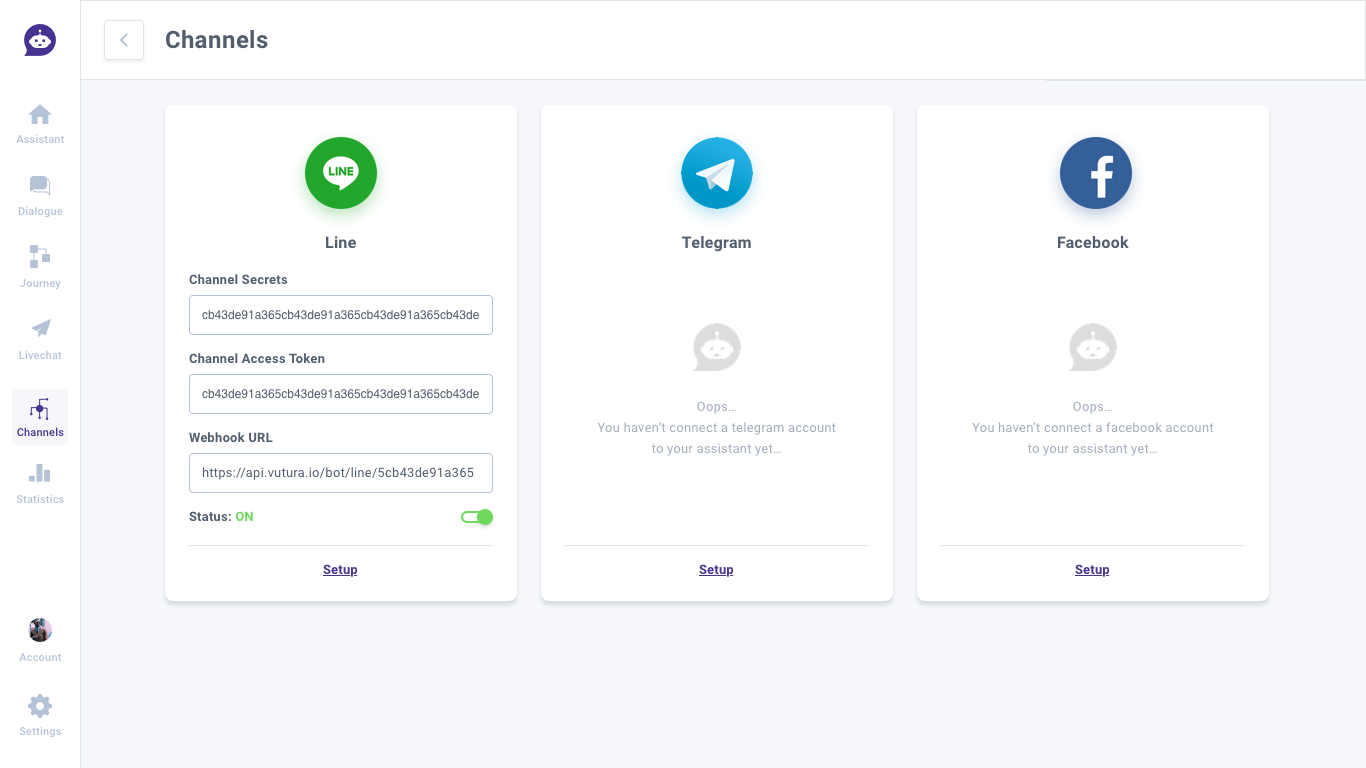 Channels
Assistant
Dialogue
Journey
Livechat
Channels
Statistics
Account
Settings
LINE
Line
Channel Secrets
cb43de91a365cb43de91a365cb43de91a365cb43de
Channel Access Token
cb43de91a365cb43de91a365cb43de91a365cb43de
Webhook URL
https://api.vutura.io/bot/line/5cb43de91a365
Status: ON
Setup
Telegram
Oops...
You haven't connect a telegram account
to your assistant yet...
Setup
Facebook
Oops...
You haven't connect a facebook account
to your assistant yet...
Setup